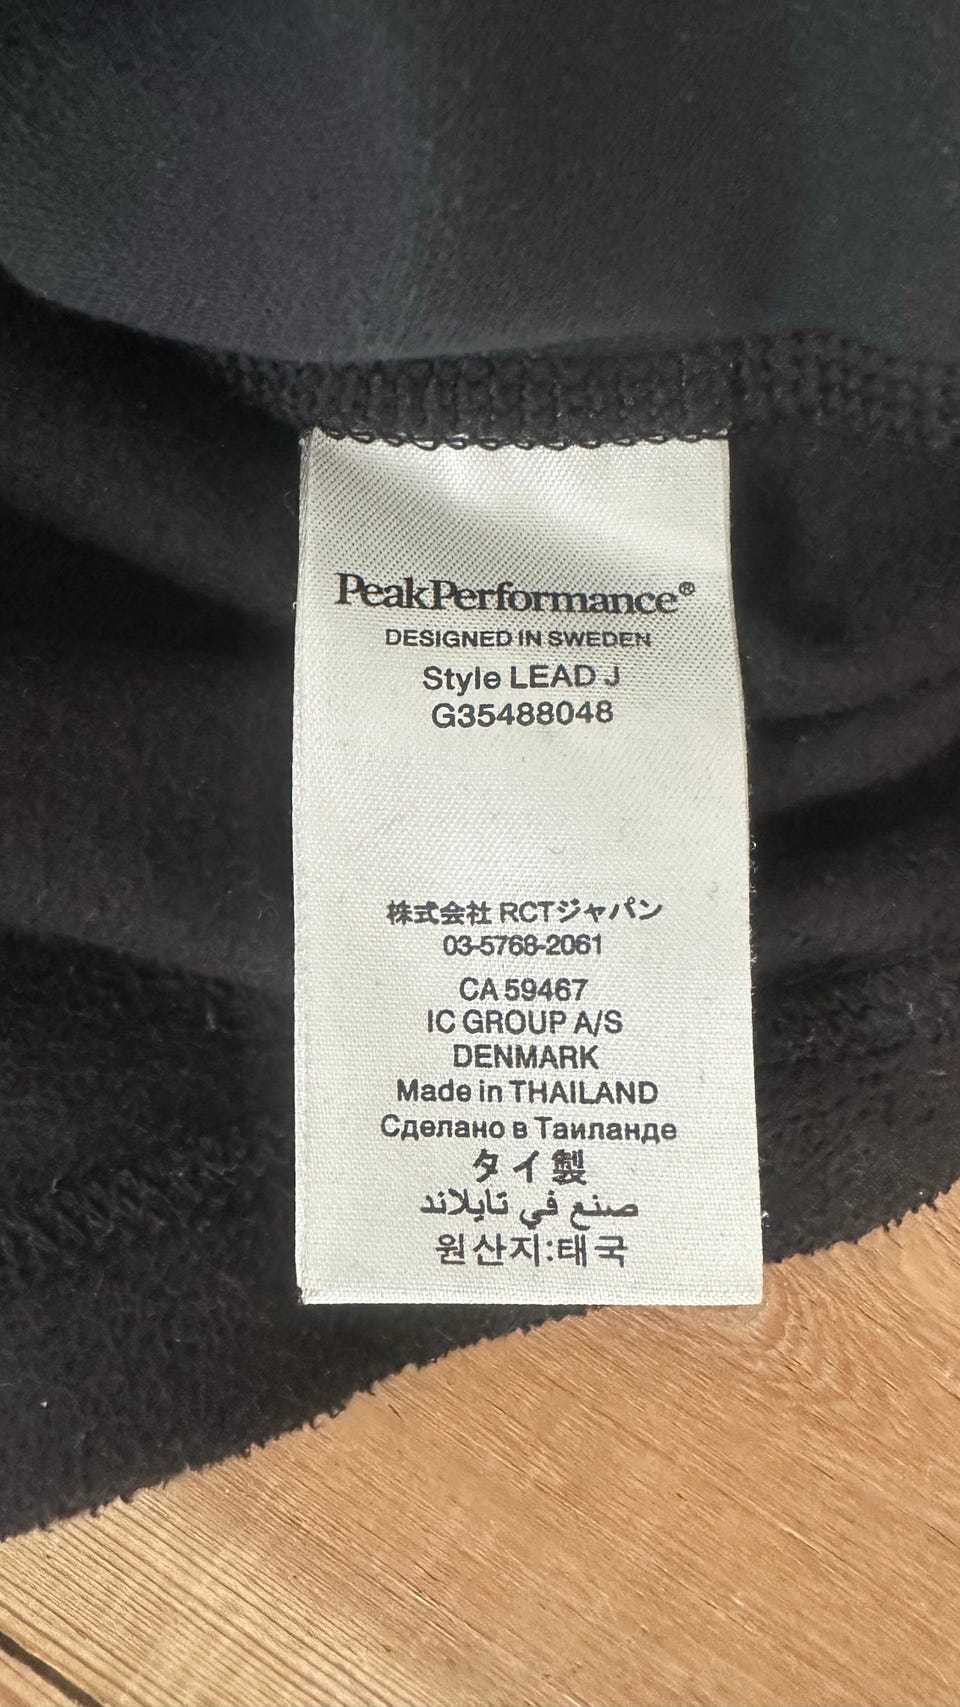 PeakPerformance®
DESIGNED IN SWEDEN
Style LEAD J
G35488048
株式会社 RCTジャパン
03-5768-2061
CA 59467
IC GROUP A/S
DENMARK
Made in THAILAND
Сделано в Таиланде
タイ製
صنع في تايلاند
원산지:태국